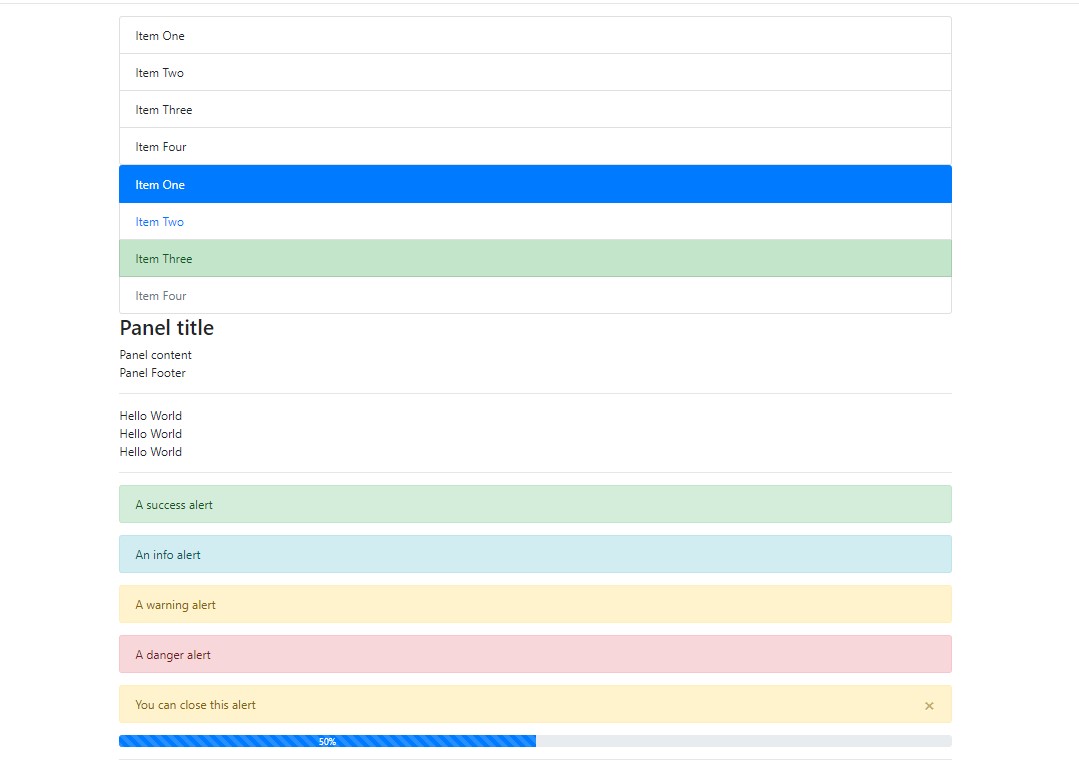 Item One
Item Two
Item Three
Item Four
Item One
Item Two
Item Three
Item Four
Panel title
Panel content
Panel Footer
Hello World
Hello World
Hello World
A success alert
An info alert
A warning alert
A danger alert
You can close this alert ×
50%